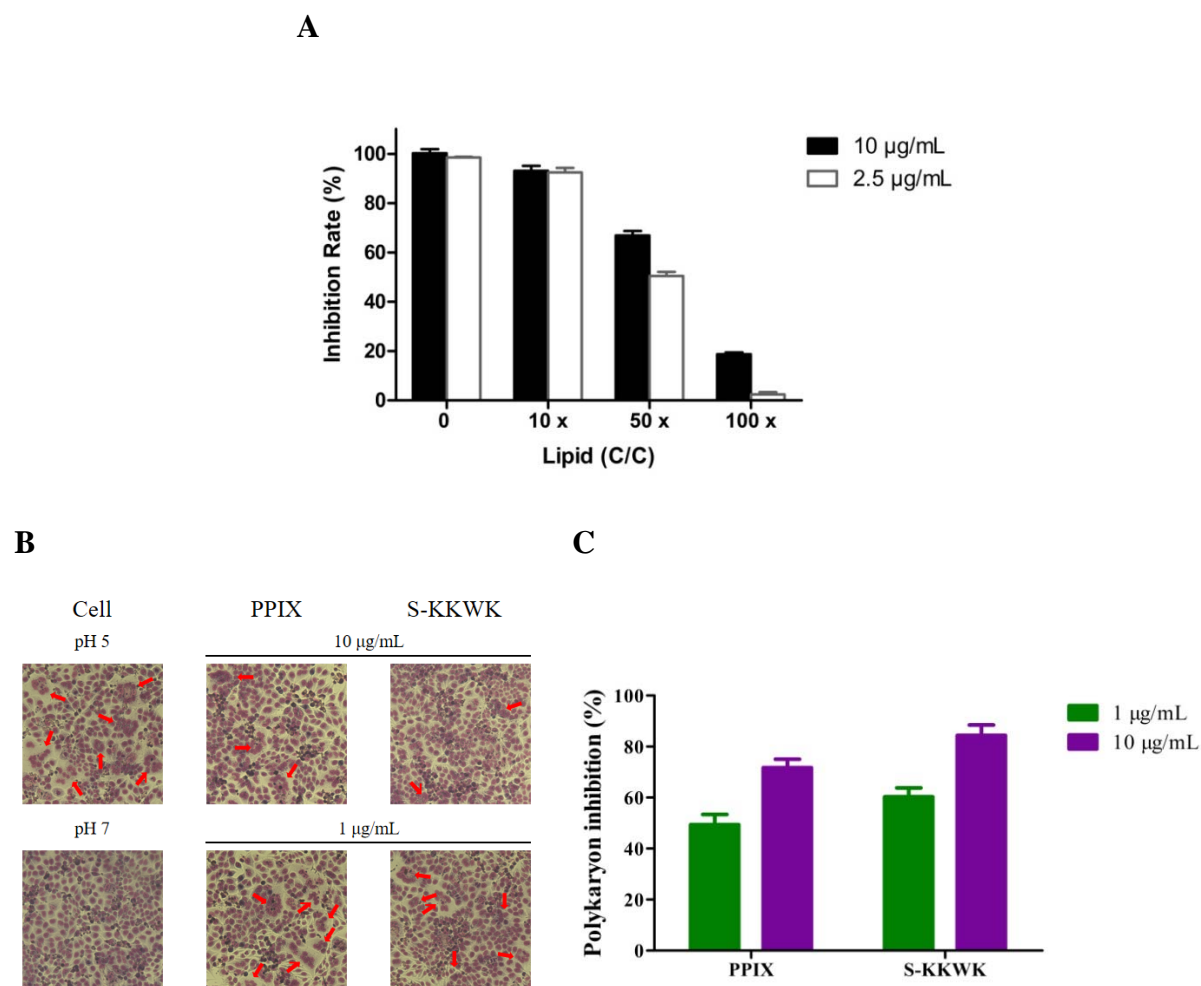 A
100
80
60
40
20
0
Inhibition Rate (%)
0 10 x 50 x 100 x
Lipid (C/C)
10 µg/mL
2.5 µg/mL
B
Cell PPIX S-KKWK
pH 5 10 µg/mL
pH 7 1 µg/mL
C
100
80
60
40
20
0
Polykaryon inhibition (%)
PPIX S-KKWK
1 µg/mL
10 µg/mL